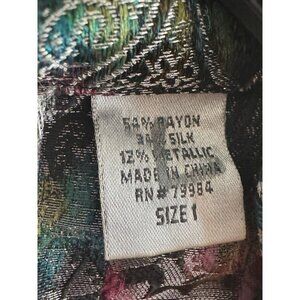 54% RAYON
34% SILK
12% METALLIC
MADE IN CHINA
RN# 79984
SIZE 1